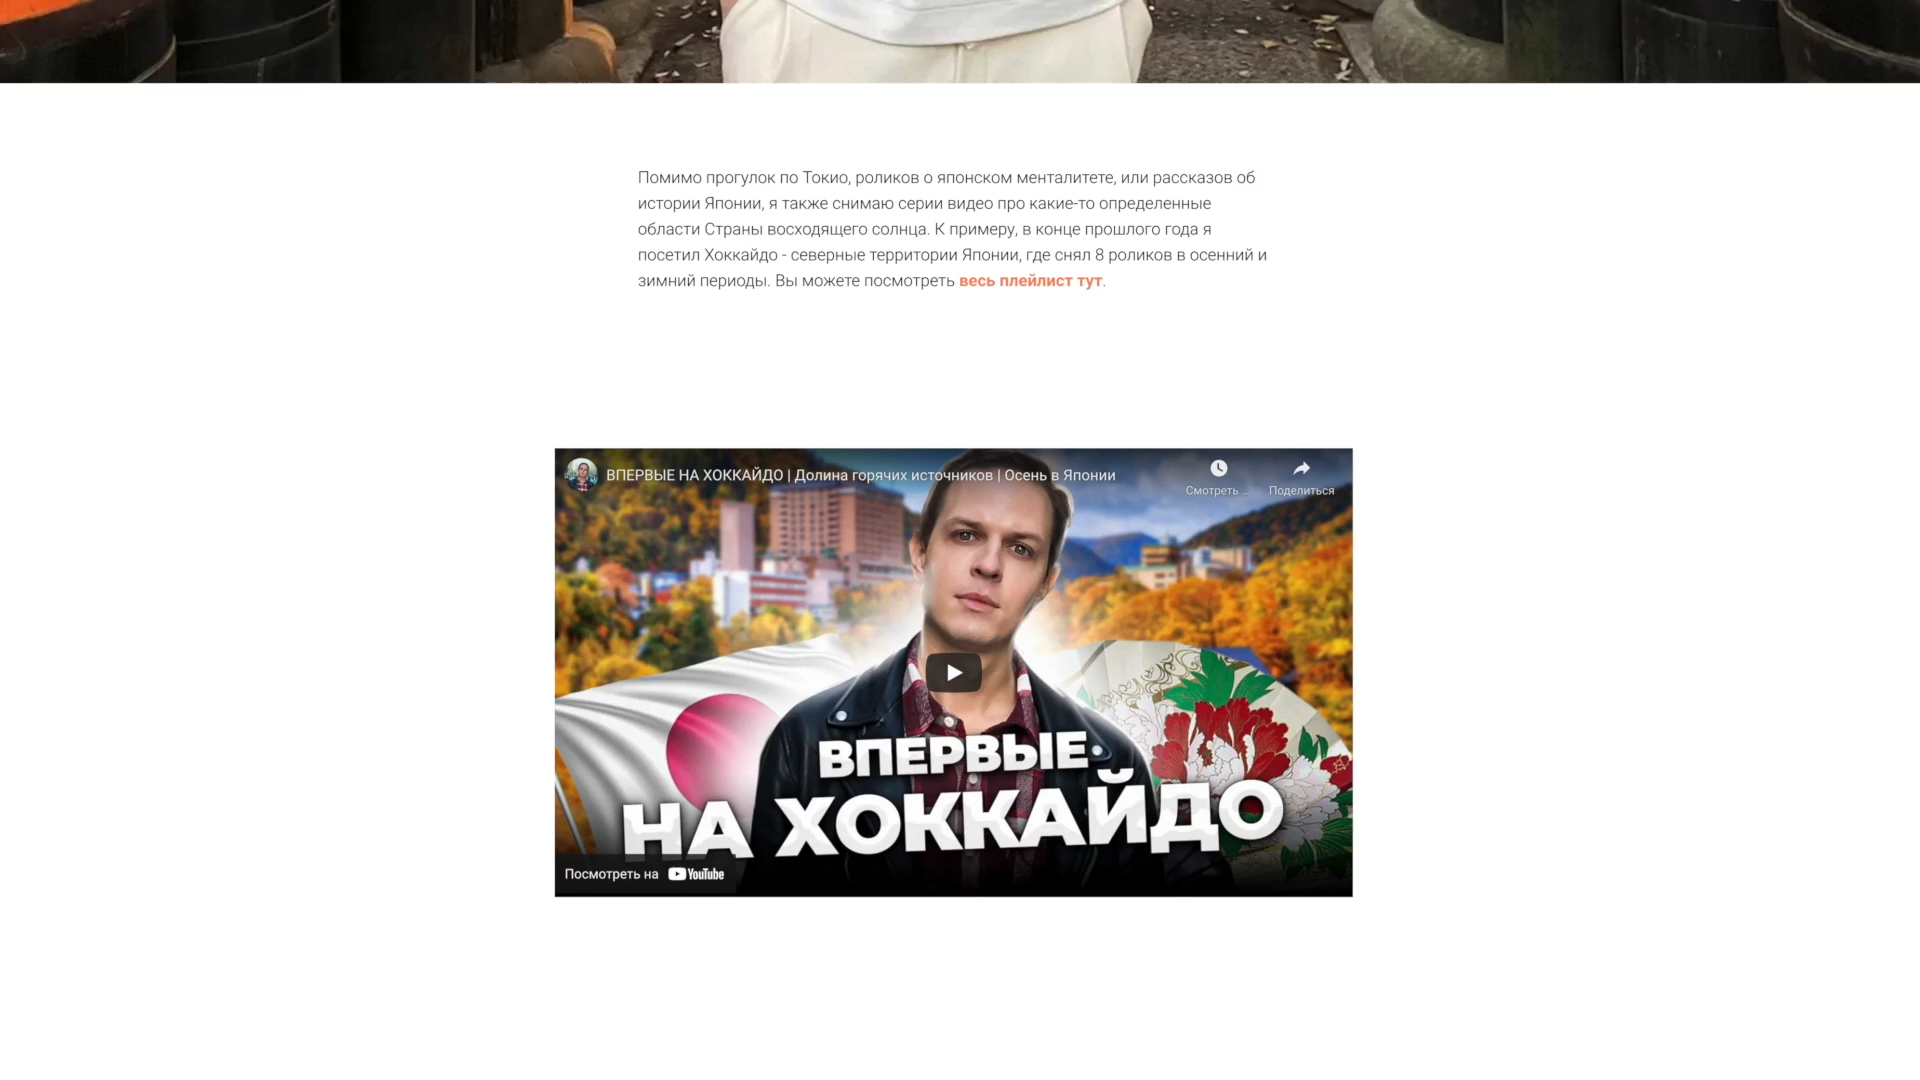 Помимо прогулок по Токио, роликов о японском менталитете, или рассказов об
истории Японии, я также снимаю серии видео про какие-то определенные
области Страны восходящего солнца. К примеру, в конце прошлого года я
посетил Хоккайдо - северные территории Японии, где снял 8 роликов в осенний и
зимний периоды. Вы можете посмотреть весь плейлист тут.
ВПЕРВЫЕ НА ХОККАЙДО | Долина горячих источников | Осень в Японии
Смотреть ...
Поделиться
ВПЕРВЫЕ
НА ХОККАЙДО
Посмотреть на YouTube